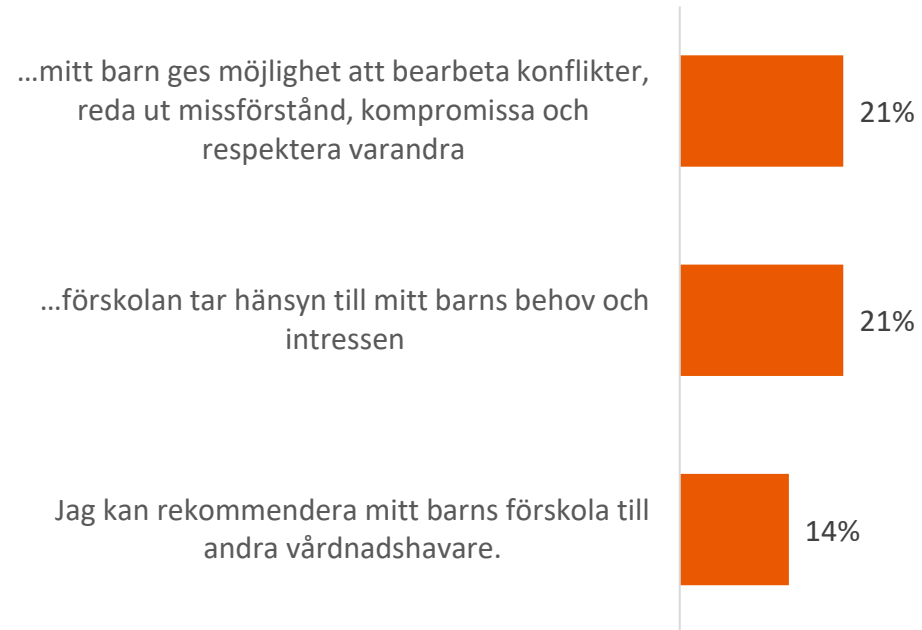 …mitt barn ges möjlighet att bearbeta konflikter,
reda ut missförstånd, kompromissa och
respektera varandra
21%
…förskolan tar hänsyn till mitt barns behov och
intressen
21%
Jag kan rekommendera mitt barns förskola till
andra vårdnadshavare.
14%